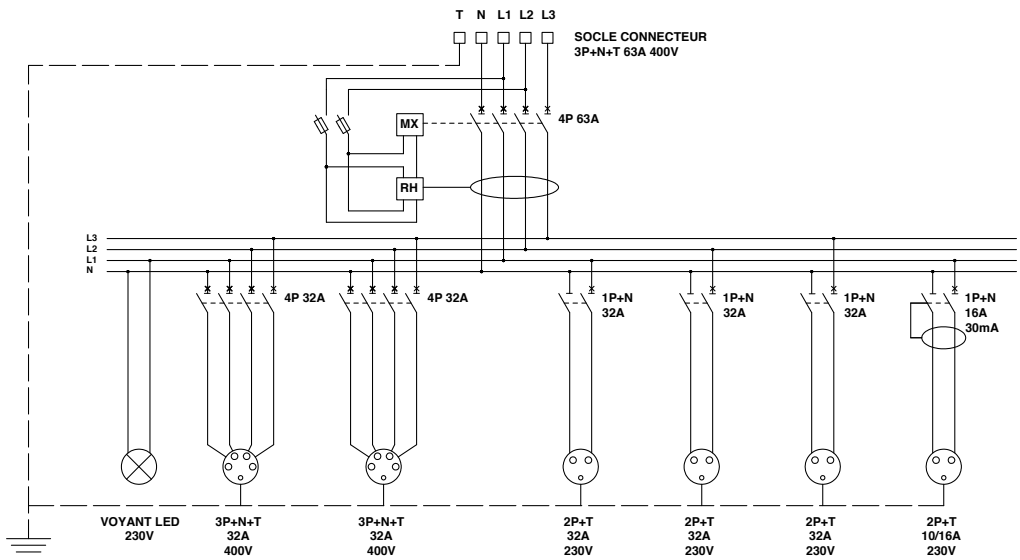 T N L1 L2 L3
SOCLE CONNECTEUR
3P+N+T 63A 400V
MX
4P 63A
RH
L3
L2
L1
N
4P 32A
4P 32A
1P+N
32A
1P+N
32A
1P+N
32A
1P+N
16A
30mA
VOYANT LED
230V
3P+N+T
32A
400V
3P+N+T
32A
400V
2P+T
32A
230V
2P+T
32A
230V
2P+T
32A
230V
2P+T
10/16A
230V